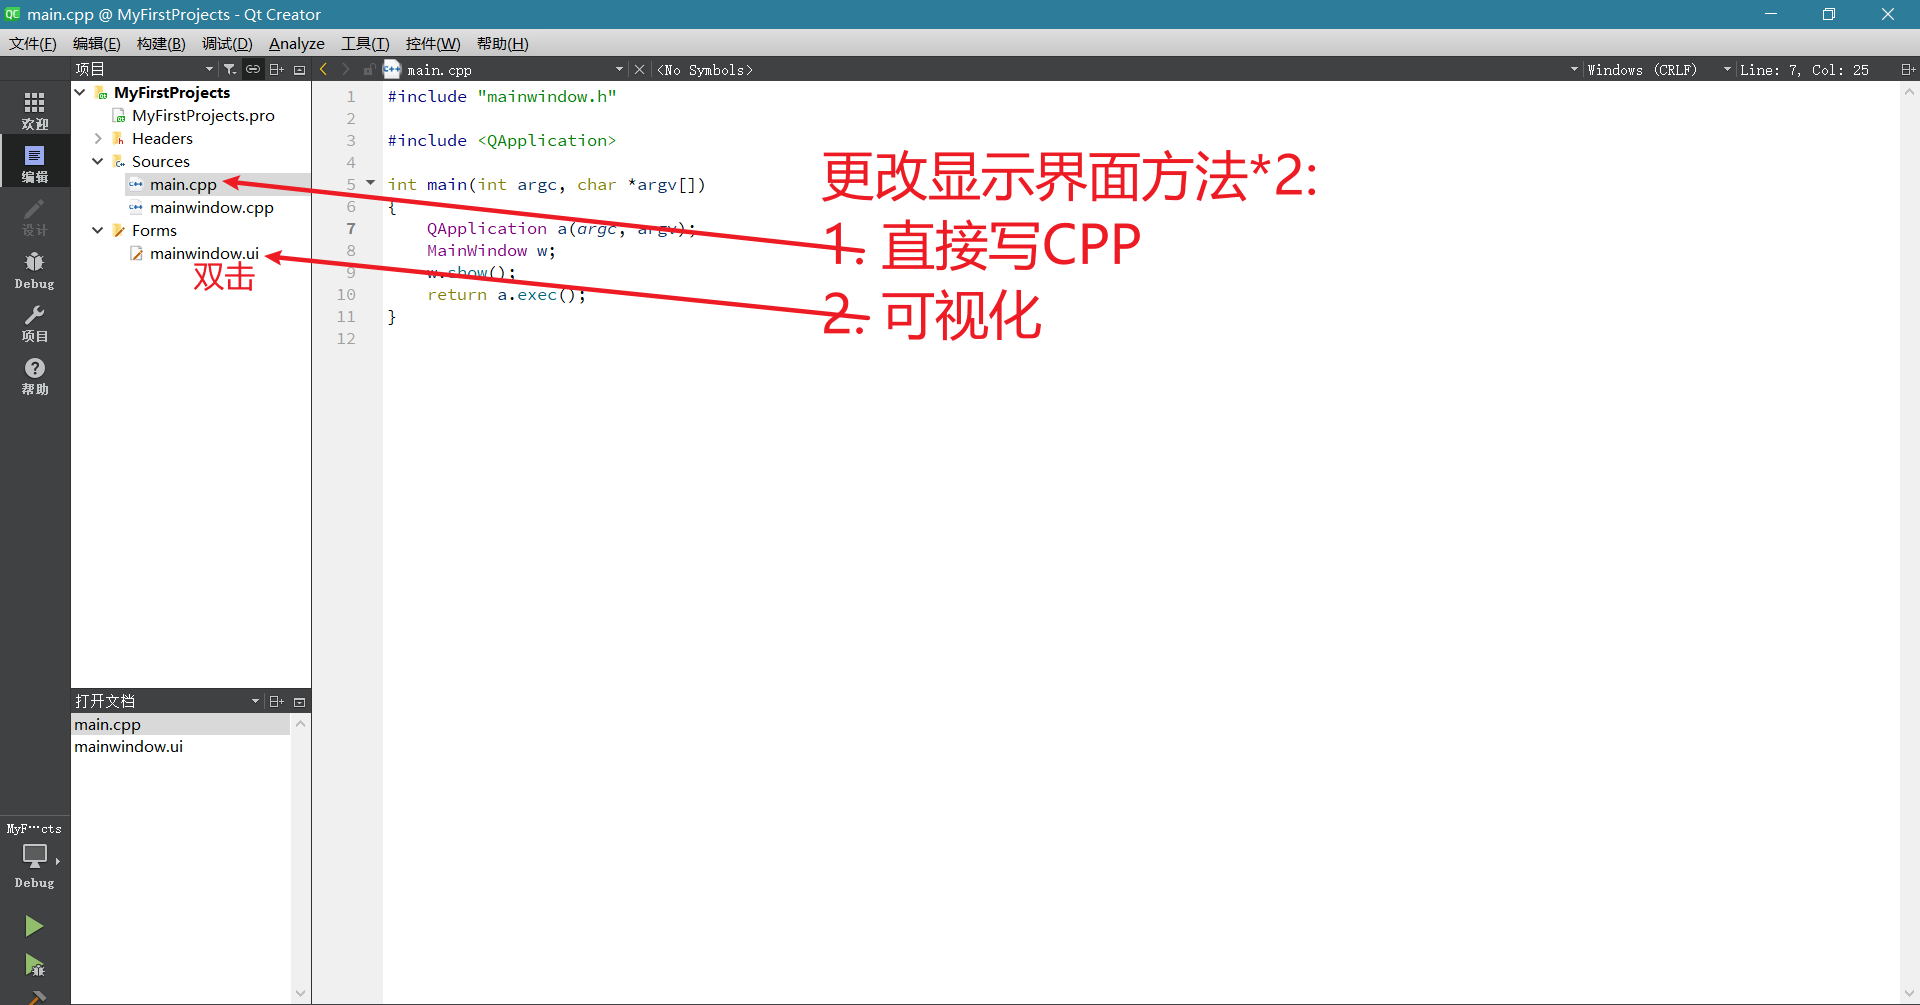 main.cpp @ MyFirstProjects - Qt Creator
文件(F) 编辑(E) 构建(B) 调试(D) Analyze 工具(T) 控件(W) 帮助(H)
项目
main.cpp
<No Symbols>
Windows (CRLF)
Line: 7, Col: 25
欢迎
编辑
设计
Debug
项目
帮助
MyFirstProjects
MyFirstProjects.pro
Headers
Sources
main.cpp
mainwindow.cpp
Forms
mainwindow.ui
双击
1 #include "mainwindow.h"
2
3 #include <QApplication>
4
5 int main(int argc, char *argv[])
6 {
7 QApplication a(argc, argv);
8 MainWindow w;
9 w.show();
10 return a.exec();
11 }
12
更改显示界面方法*2:
1. 直接写CPP
2. 可视化
打开文档
main.cpp
mainwindow.ui
MyF···cts
Debug